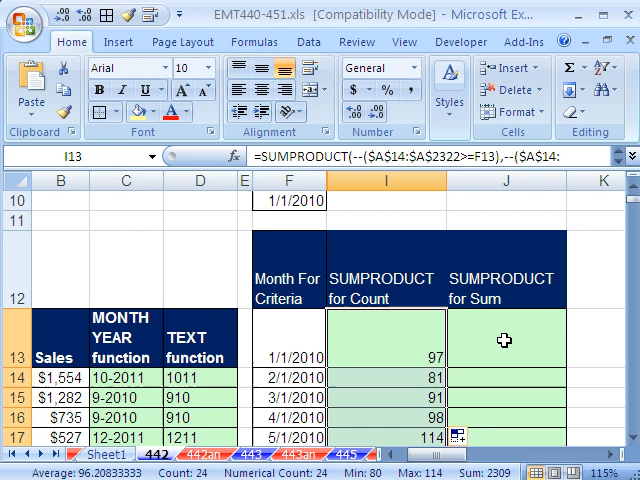 EMT440-451.xls [Compatibility Mode] - Microsoft Ex...
Home Insert Page Layout Formulas Data Review View Developer Add-Ins
Paste
Clipboard
Arial 10
B I U
Font
Alignment
General
$ % ,
Number
Styles
Insert
Delete
Format
Cells
Editing
I13 fx =SUMPRODUCT(--($A$14:$A$2322>=F13),--($A$14:
B C D E F I J K
10 1/1/2010
11
12 Month For Criteria SUMPRODUCT for Count SUMPRODUCT for Sum
13 Sales MONTH YEAR function TEXT function 1/1/2010 97
14 $1,554 10-2011 1011 2/1/2010 81
15 $1,282 9-2010 910 3/1/2010 91
16 $735 9-2010 910 4/1/2010 98
17 $527 12-2011 1211 5/1/2010 114
Sheet1 442 442an 443 443an 445
Average: 96.20833333 Count: 24 Numerical Count: 24 Min: 80 Max: 114 Sum: 2309 115%